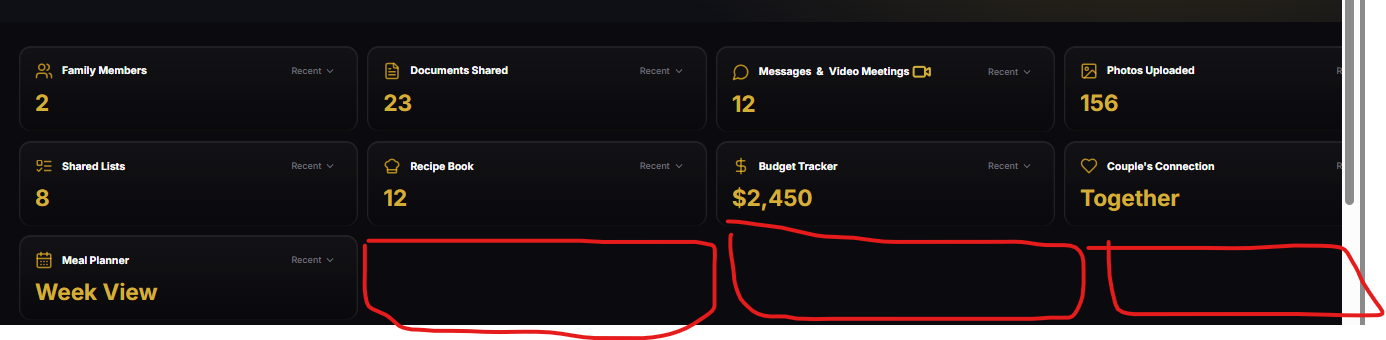 Family Members Recent
2
Documents Shared Recent
23
Messages & Video Meetings Recent
12
Photos Uploaded R
156
Shared Lists Recent
8
Recipe Book Recent
12
Budget Tracker Recent
$2,450
Couple's Connection R
Together
Meal Planner Recent
Week View